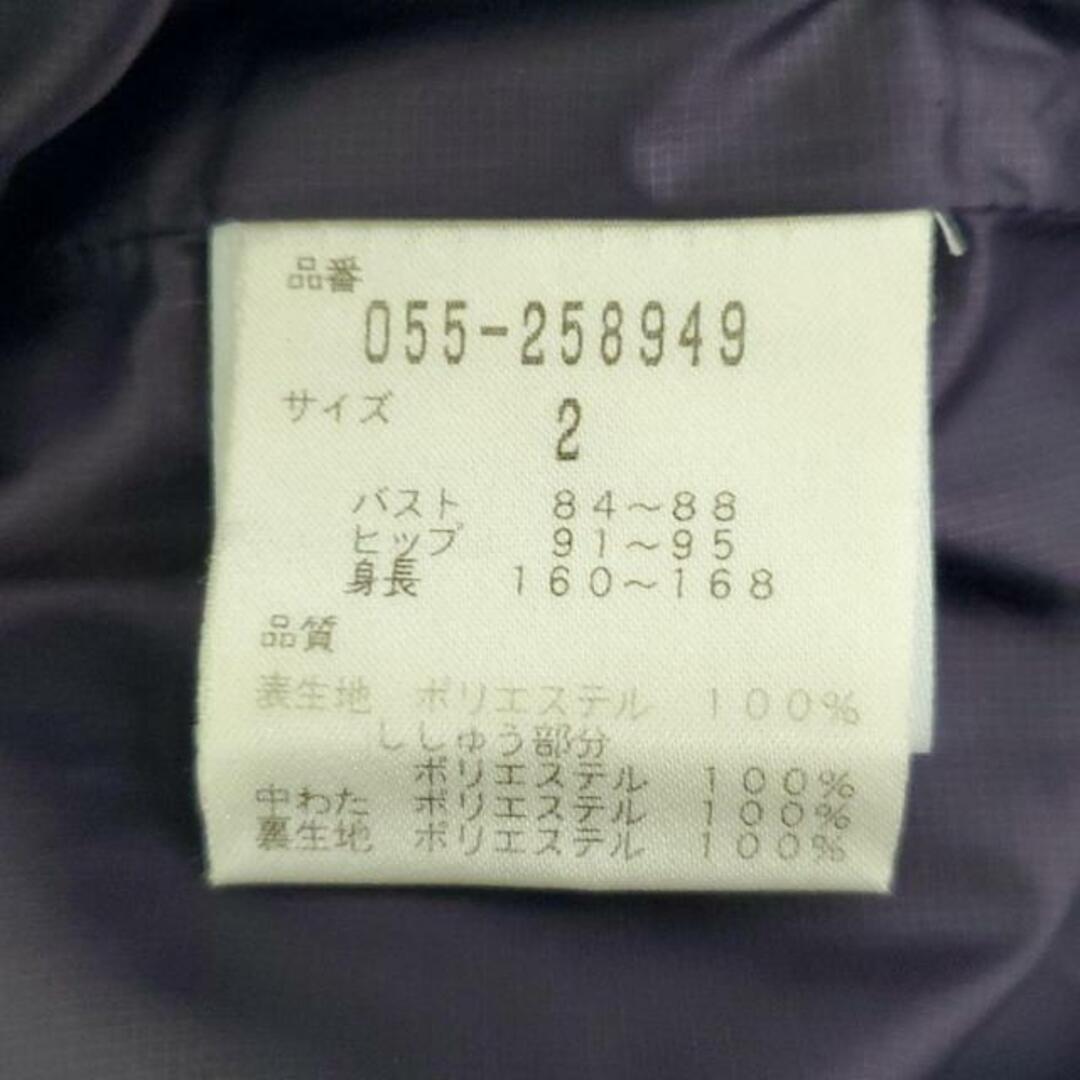 品番
055-258949
サイズ 2
バスト 84～88
ヒップ 91～95
身長 160～168
品質
表生地 ポリエステル 100%
ししゅう部分
ポリエステル 100%
中わた ポリエステル 100%
裏生地 ポリエステル 100%